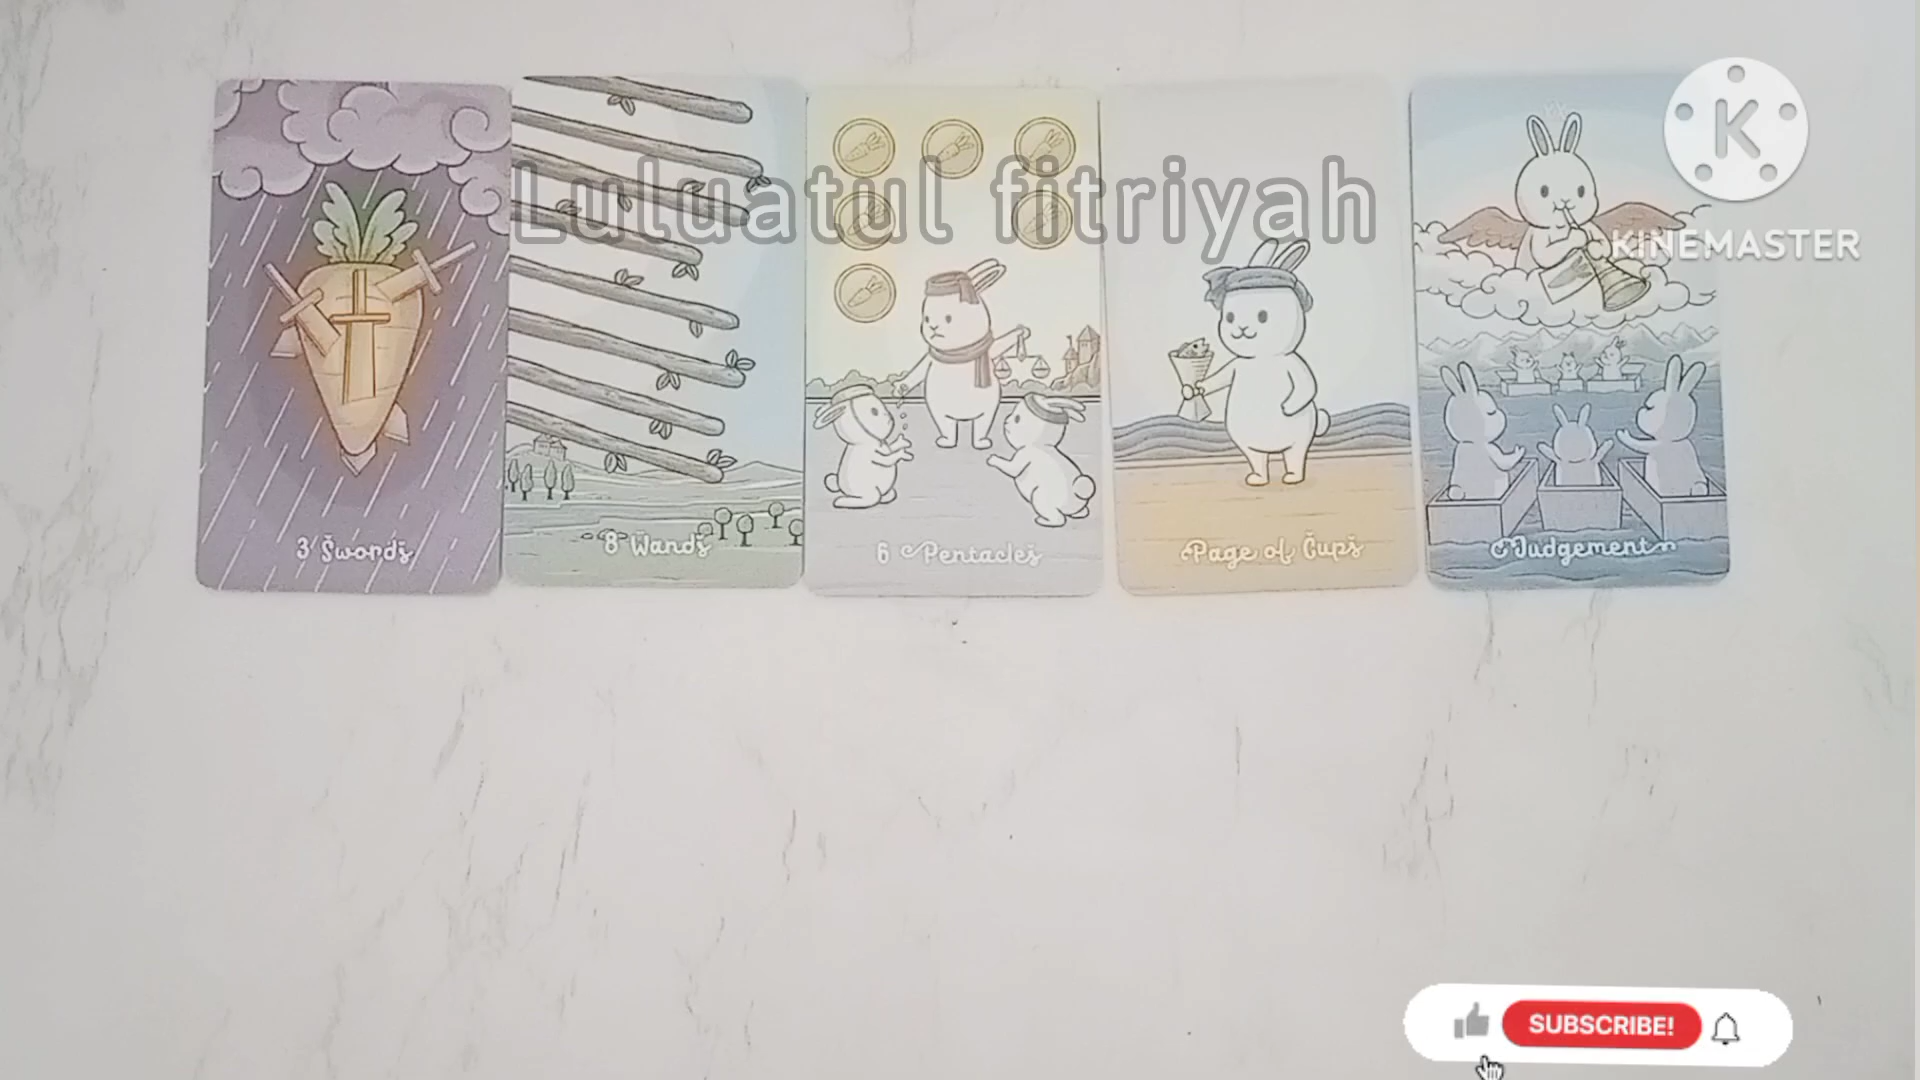 Luluatul fitriyah
K
KINEMASTER
3 Swords
8 Wands
6 Pentacles
Page of Cups
Judgement
SUBSCRIBE!